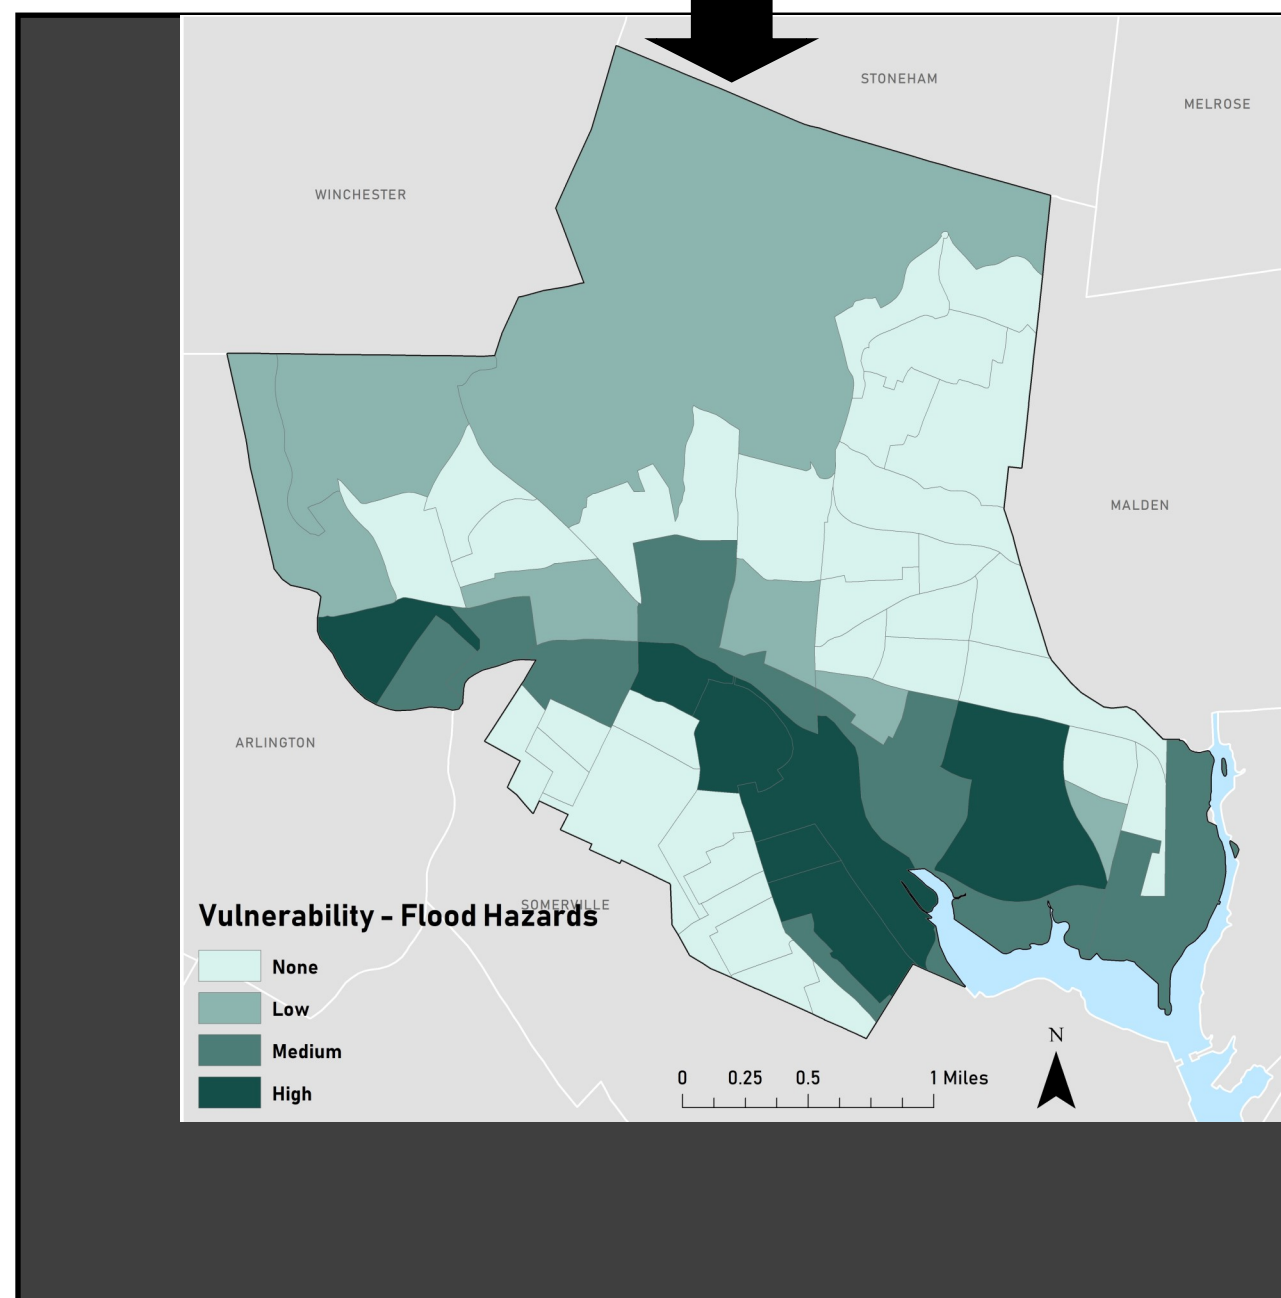 STONEHAM
MELROSE
WINCHESTER
MALDEN
ARLINGTON
SOMERVILLE
Vulnerability - Flood Hazards
None
Low
Medium
High
0 0.25 0.5 1 Miles
N